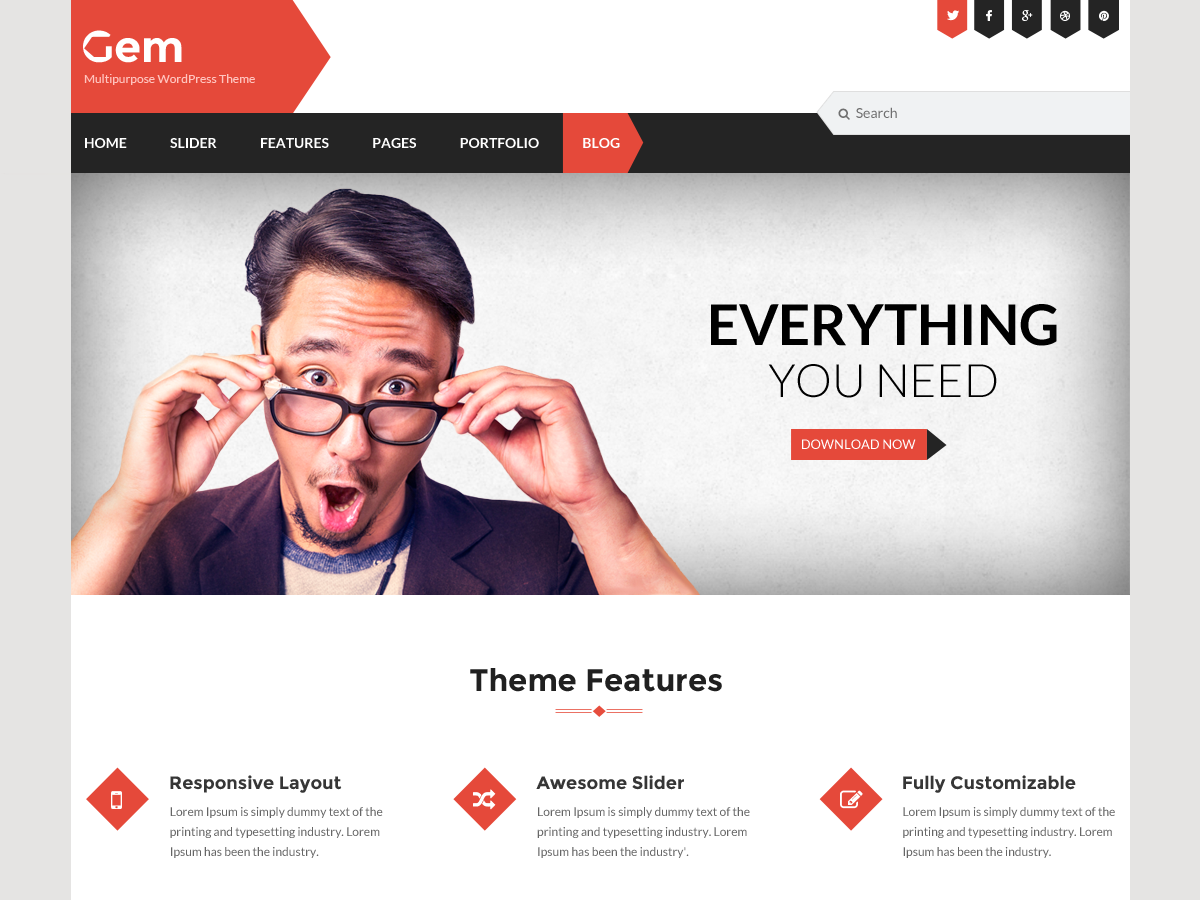 Gem
Multipurpose WordPress Theme
Search
HOME SLIDER FEATURES PAGES PORTFOLIO BLOG
EVERYTHING
YOU NEED
DOWNLOAD NOW
Theme Features
Responsive Layout
Lorem Ipsum is simply dummy text of the
printing and typesetting industry. Lorem
Ipsum has been the industry.
Awesome Slider
Lorem Ipsum is simply dummy text of the
printing and typesetting industry. Lorem
Ipsum has been the industry'.
Fully Customizable
Lorem Ipsum is simply dummy text of the
printing and typesetting industry. Lorem
Ipsum has been the industry.